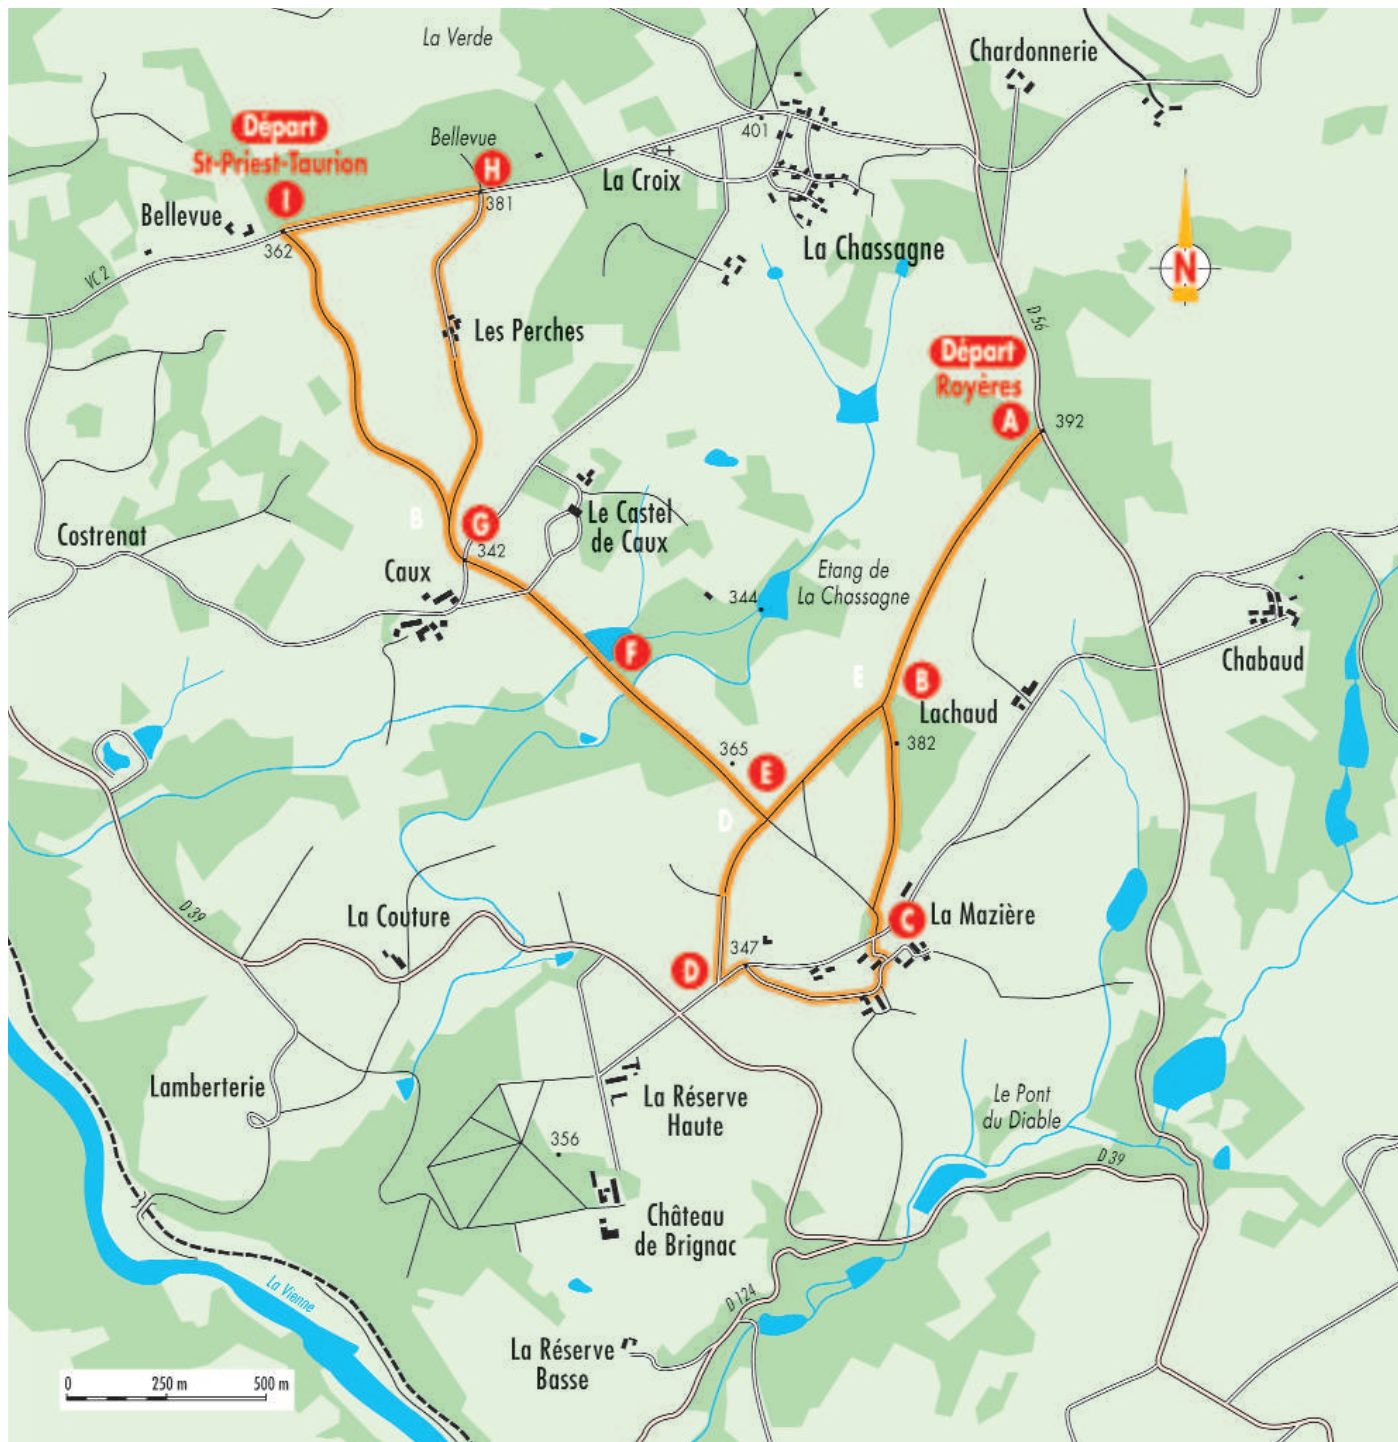 La Verde
Chardonnerie
Départ
St-Priest-Taurion
I
Bellevue
H
401
La Croix
381
Bellevue
362
La Chassagne
N
VC 2
D 56
Les Perches
Départ
Royères
A
392
B
G
Le Castel
de Caux
Costrenat
342
Caux
Etang de
La Chassagne
344
F
Chabaud
E
B
Lachaud
382
365
E
D
D 39
La Couture
C
La Mazière
347
D
Lamberterie
La Réserve
Haute
Le Pont
du Diable
356
D 39
Château
de Brignac
La Vienne
D 124
La Réserve
Basse
0 250 m 500 m